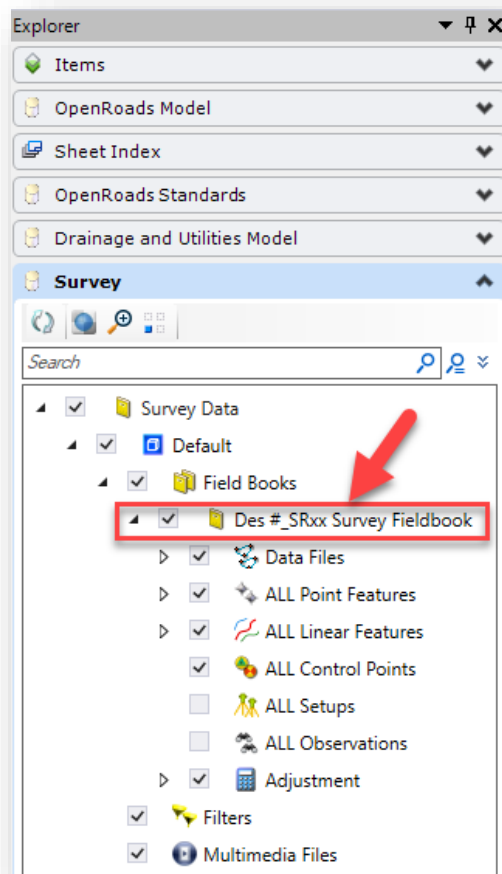 Explorer
Items
OpenRoads Model
Sheet Index
OpenRoads Standards
Drainage and Utilities Model
Survey
Search
Survey Data
Default
Field Books
Des #_SRxx Survey Fieldbook
Data Files
ALL Point Features
ALL Linear Features
ALL Control Points
ALL Setups
ALL Observations
Adjustment
Filters
Multimedia Files